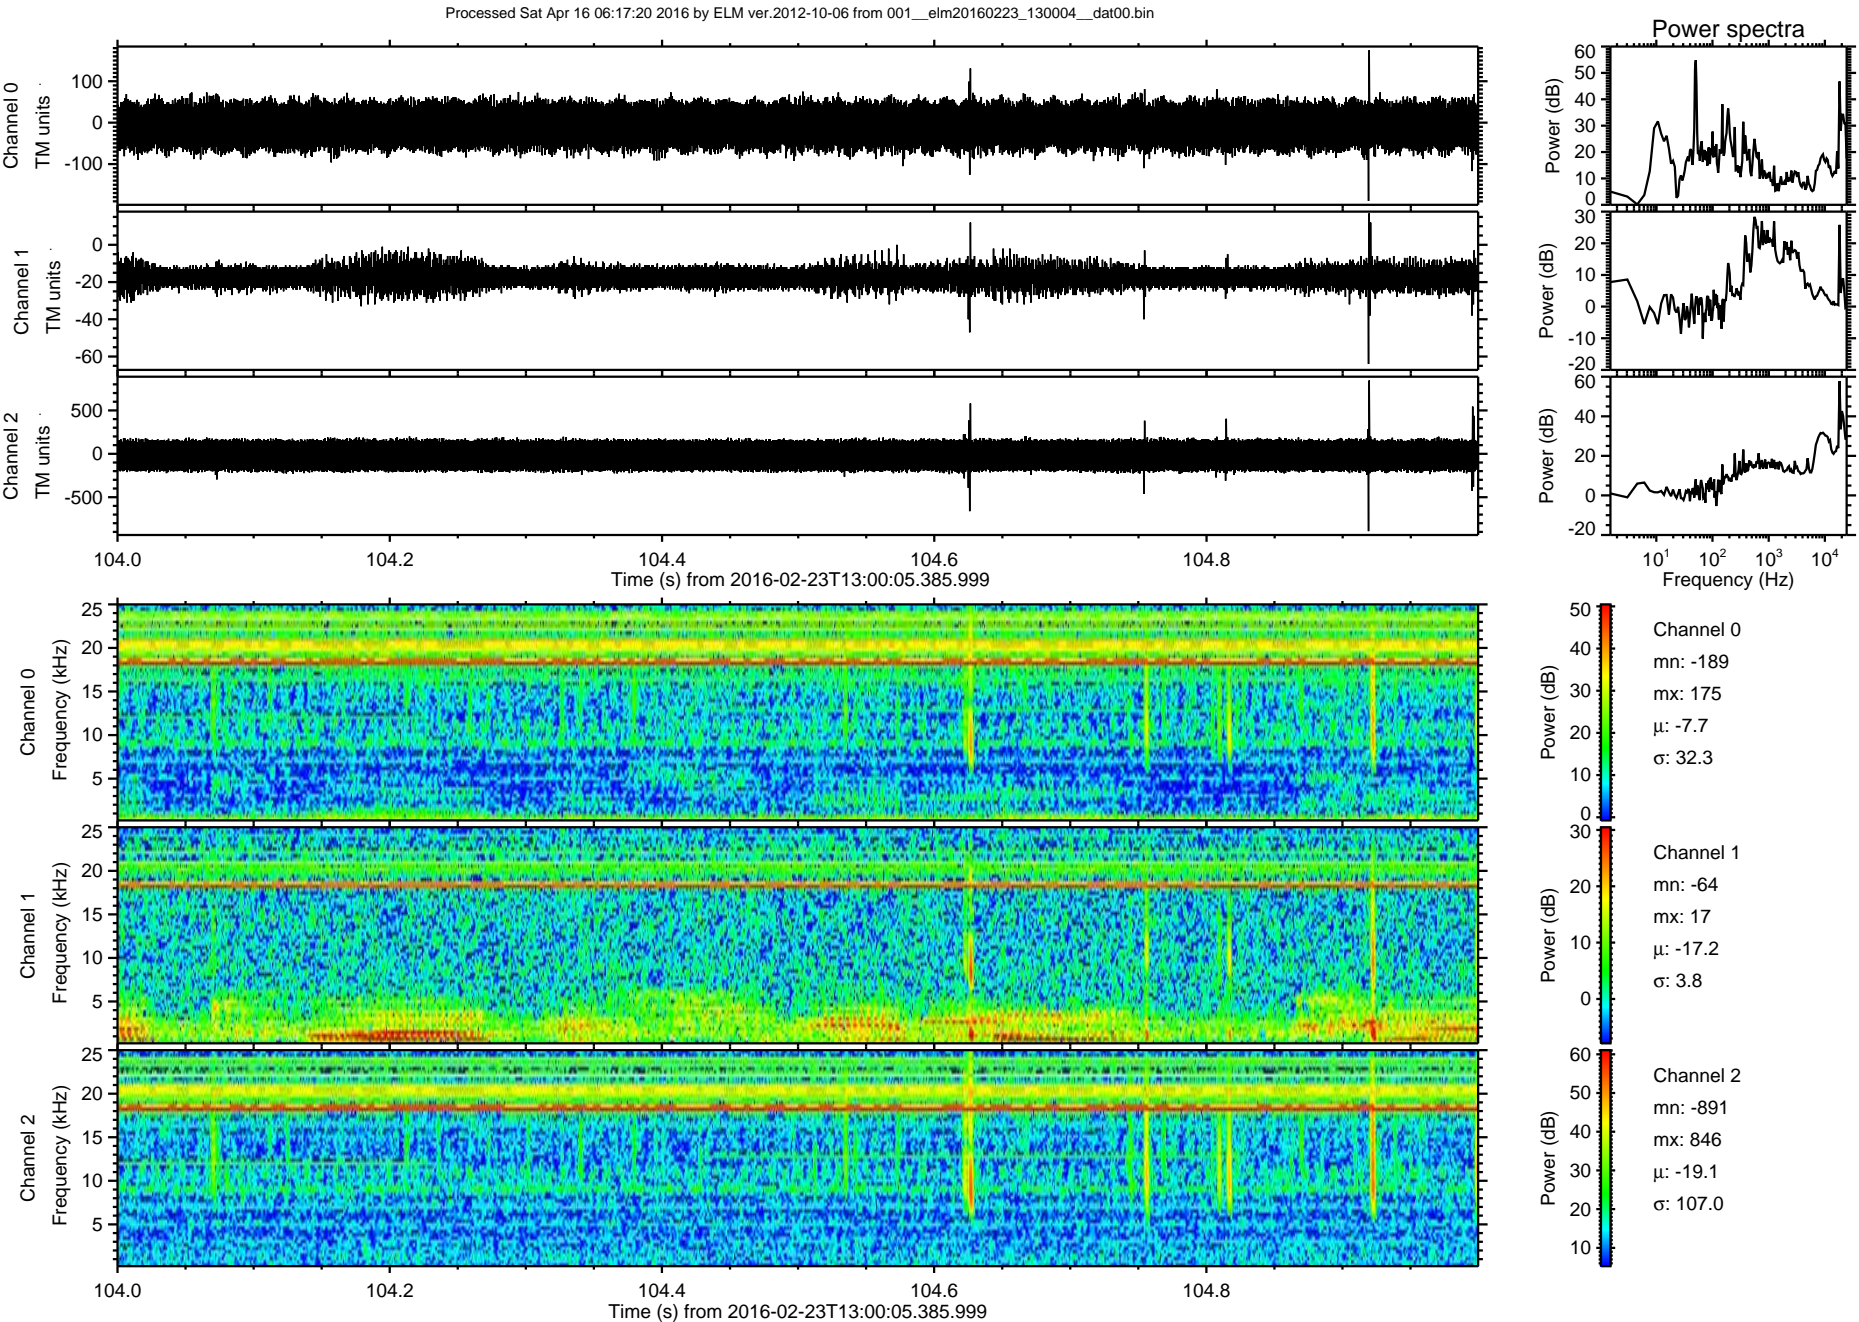 Processed Sat Apr 16 06:17:20 2016 by ELM ver.2012-10-06 from 001__elm20160223_130004__dat00.bin
Power spectra
Channel 0
TM units
100
0
-100
Power (dB)
60
50
40
30
20
10
0
Channel 1
TM units
0
-20
-40
-60
Power (dB)
30
20
10
0
-10
-20
Channel 2
TM units
500
0
-500
Power (dB)
60
40
20
0
-20
104.0 104.2 104.4 104.6 104.8
Time (s) from 2016-02-23T13:00:05.385.999
10¹ 10² 10³ 10⁴
Frequency (Hz)
Channel 0
Frequency (kHz)
25
20
15
10
5
Power (dB)
50
40
30
20
10
0
Channel 0
mn: -189
mx: 175
μ: -7.7
σ: 32.3
Channel 1
Frequency (kHz)
25
20
15
10
5
Power (dB)
30
20
10
0
Channel 1
mn: -64
mx: 17
μ: -17.2
σ: 3.8
Channel 2
Frequency (kHz)
25
20
15
10
5
Power (dB)
60
50
40
30
20
10
Channel 2
mn: -891
mx: 846
μ: -19.1
σ: 107.0
104.0 104.2 104.4 104.6 104.8
Time (s) from 2016-02-23T13:00:05.385.999